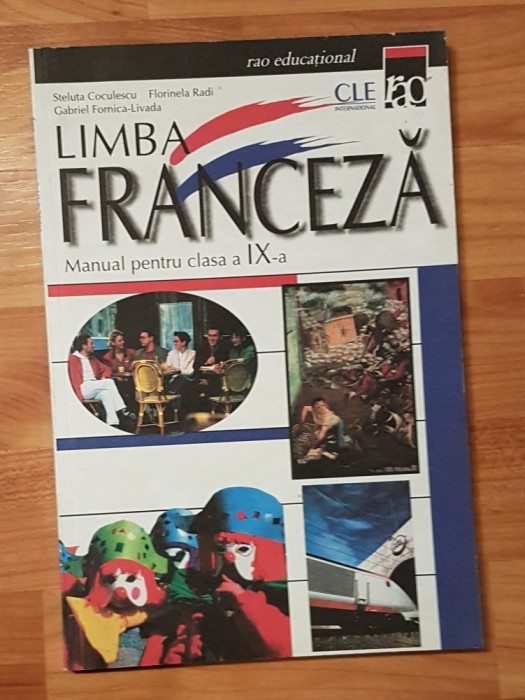 rao educațional
Steluța Coculescu Florinela Radi
Gabriel Fornica-Livada
CLE
INTERNATIONAL
rao
LIMBA
FRANCEZĂ
Manual pentru clasa a IX-a